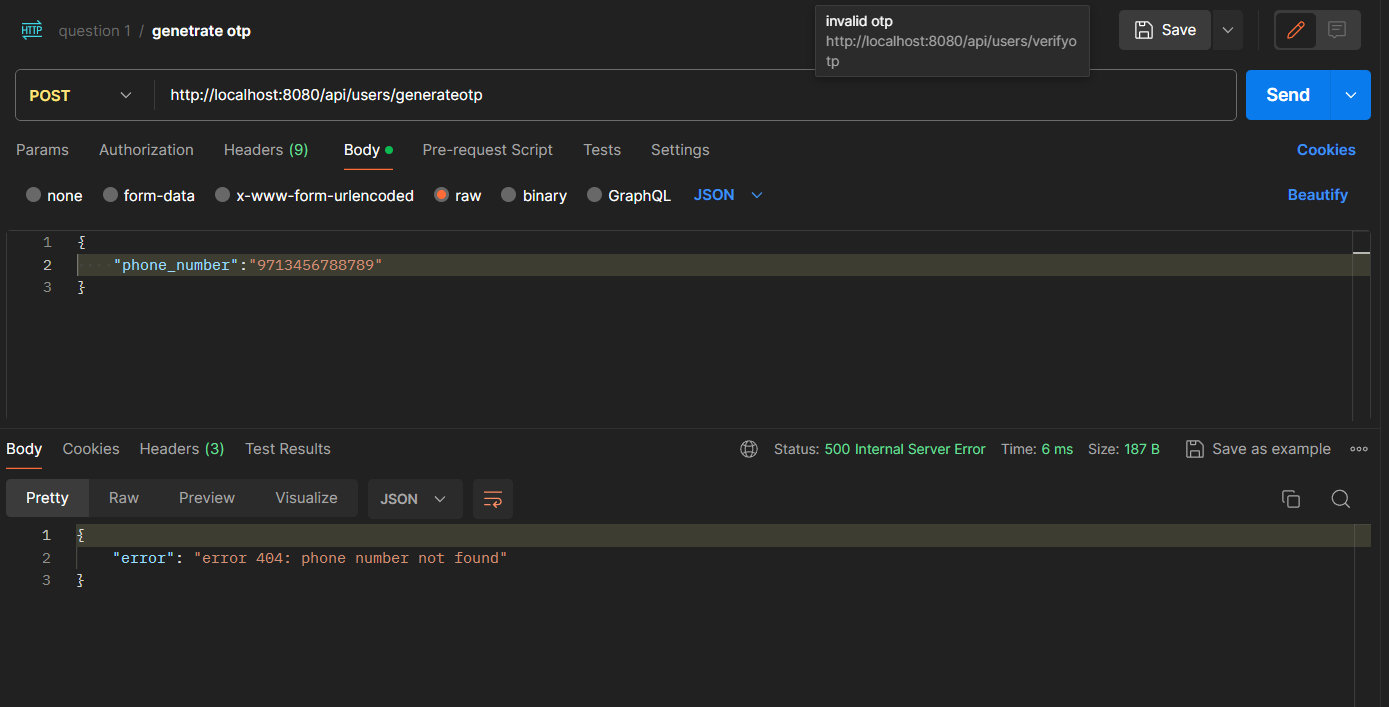 HTTP question 1 / genetrate otp
invalid otp
http://localhost:8080/api/users/verifyo
tp
Save
POST http://localhost:8080/api/users/generateotp Send
Params Authorization Headers (9) Body Pre-request Script Tests Settings Cookies
none form-data x-www-form-urlencoded raw binary GraphQL JSON Beautify
1 {
2 "phone_number":"9713456788789"
3 }
Body Cookies Headers (3) Test Results Status: 500 Internal Server Error Time: 6 ms Size: 187 B Save as example
Pretty Raw Preview Visualize JSON
1 {
2 "error": "error 404: phone number not found"
3 }